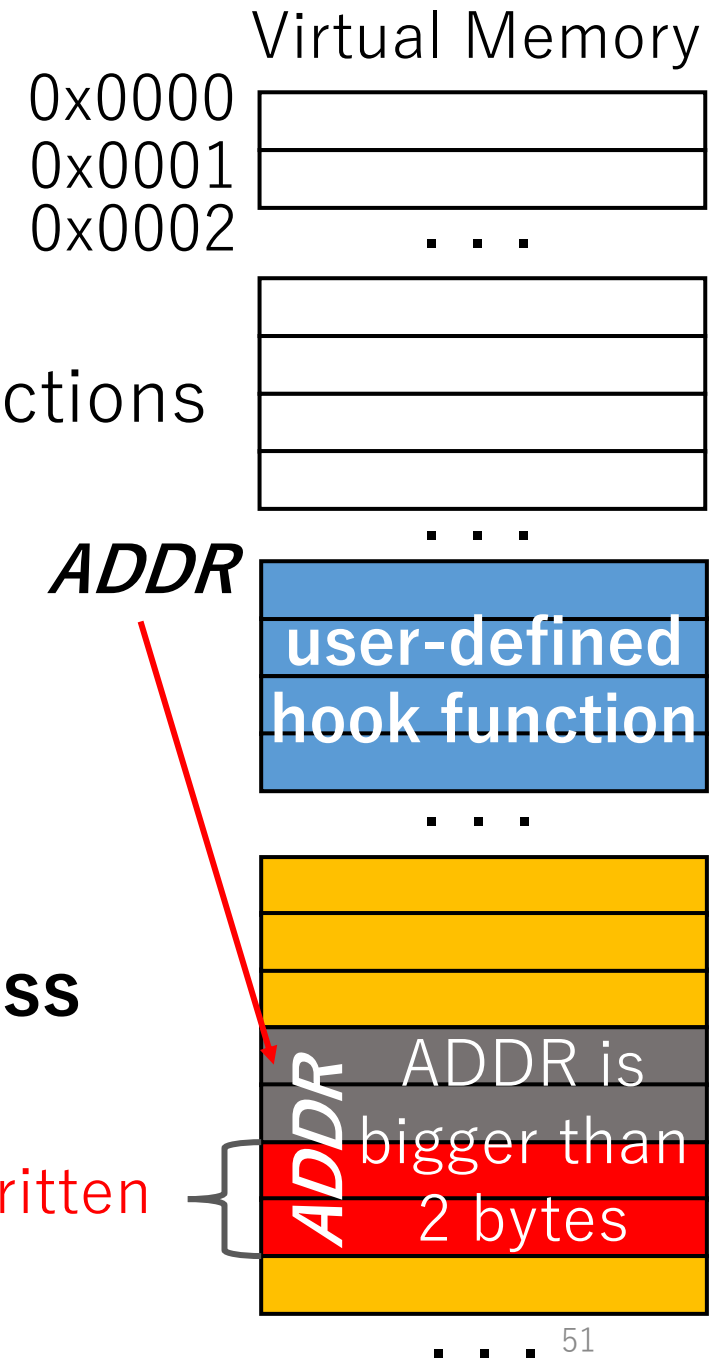 Virtual Memory
0x0000
0x0001
0x0002
. . .
ctions
. . .
ADDR
user-defined
hook function
. . .
ss
ADDR
ADDR is
bigger than
2 bytes
ritten
. . .
51